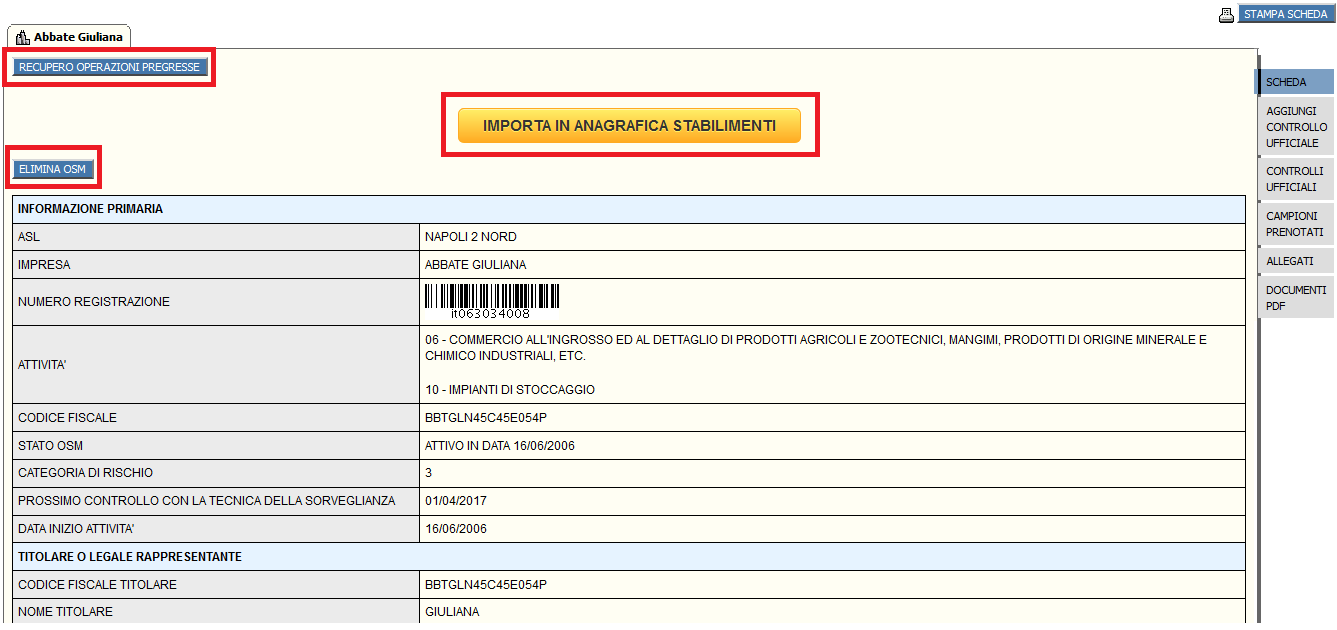 STAMPA SCHEDA
Abbate Giuliana
RECUPERO OPERAZIONI PREGRESSE
IMPORTA IN ANAGRAFICA STABILIMENTI
ELIMINA OSM
INFORMAZIONE PRIMARIA
ASL NAPOLI 2 NORD
IMPRESA ABBATE GIULIANA
NUMERO REGISTRAZIONE it063034008
ATTIVITA' 06 - COMMERCIO ALL'INGROSSO ED AL DETTAGLIO DI PRODOTTI AGRICOLI E ZOOTECNICI, MANGIMI, PRODOTTI DI ORIGINE MINERALE E
CHIMICO INDUSTRIALI, ETC.
10 - IMPIANTI DI STOCCAGGIO
CODICE FISCALE BBTGLN45C45E054P
STATO OSM ATTIVO IN DATA 16/06/2006
CATEGORIA DI RISCHIO 3
PROSSIMO CONTROLLO CON LA TECNICA DELLA SORVEGLIANZA 01/04/2017
DATA INIZIO ATTIVITA' 16/06/2006
TITOLARE O LEGALE RAPPRESENTANTE
CODICE FISCALE TITOLARE BBTGLN45C45E054P
NOME TITOLARE GIULIANA
SCHEDA
AGGIUNGI
CONTROLLO
UFFICIALE
CONTROLLI
UFFICIALI
CAMPIONI
PRENOTATI
ALLEGATI
DOCUMENTI
PDF